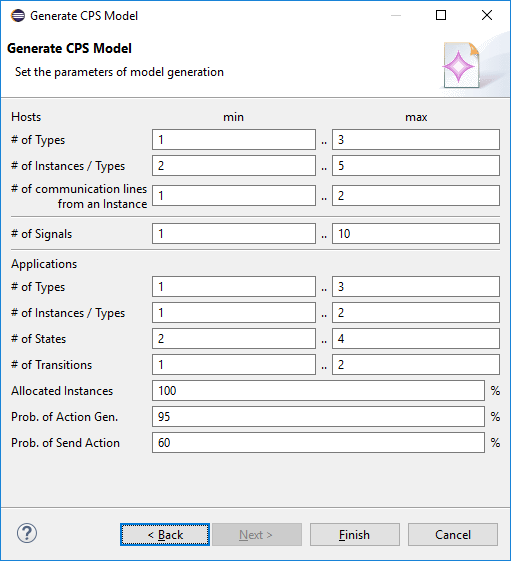 Generate CPS Model
Generate CPS Model
Set the parameters of model generation
Hosts min max
# of Types 1 .. 3
# of Instances / Types 2 .. 5
# of communication lines
from an Instance 1 .. 2
# of Signals 1 .. 10
Applications
# of Types 1 .. 3
# of Instances / Types 1 .. 2
# of States 2 .. 4
# of Transitions 1 .. 2
Allocated Instances 100 %
Prob. of Action Gen. 95 %
Prob. of Send Action 60 %
? < Back Next > Finish Cancel